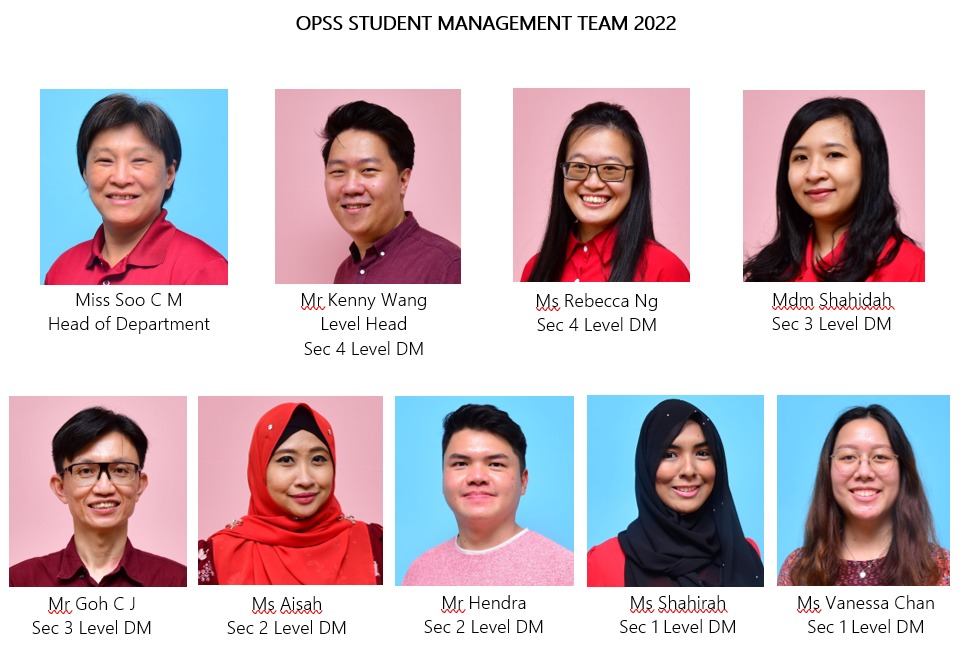 OPSS STUDENT MANAGEMENT TEAM 2022
Miss Soo C M
Head of Department
Mr Kenny Wang
Level Head
Sec 4 Level DM
Ms Rebecca Ng
Sec 4 Level DM
Mdm Shahidah
Sec 3 Level DM
Mr Goh C J
Sec 3 Level DM
Ms Aisah
Sec 2 Level DM
Mr Hendra
Sec 2 Level DM
Ms Shahirah
Sec 1 Level DM
Ms Vanessa Chan
Sec 1 Level DM